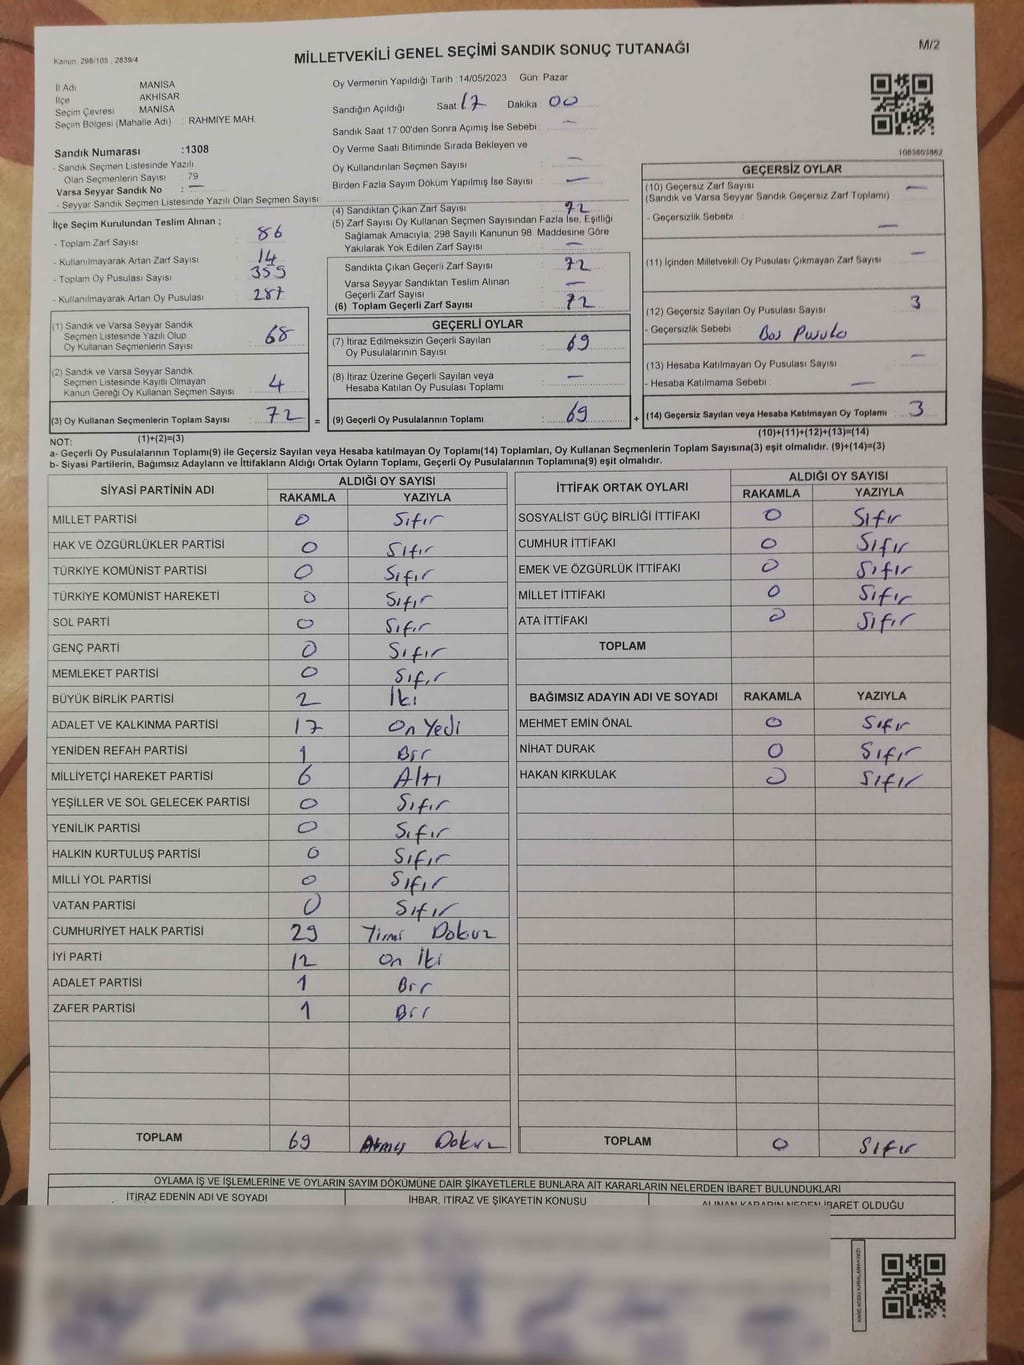 Kanun: 298/105 , 2839/4
MİLLETVEKİLİ GENEL SEÇİMİ SANDIK SONUÇ TUTANAĞI
M/2
İl Adı MANİSA
İlçe AKHİSAR
Seçim Çevresi MANİSA
Seçim Bölgesi (Mahalle Adı) : RAHMİYE MAH.
Sandık Numarası :1308
- Sandık Seçmen Listesinde Yazılı
Olan Seçmenlerin Sayısı : 79
Varsa Seyyar Sandık No : —
- Seyyar Sandık Seçmen Listesinde Yazılı Olan Seçmen Sayısı :
Oy Vermenin Yapıldığı Tarih :14/05/2023 Gün: Pazar
Sandığın Açıldığı Saat :17 Dakika :00
Sandık Saat 17:00'den Sonra Açımış İse Sebebi : —
Oy Verme Saati Bitiminde Sırada Bekleyen ve
Oy Kullandırılan Seçmen Sayısı : —
Birden Fazla Sayım Döküm Yapılmış İse Sayısı : —
1083603862
İlçe Seçim Kurulundan Teslim Alınan ;
- Toplam Zarf Sayısı : 86
- Kullanılmayarak Artan Zarf Sayısı : 14
- Toplam Oy Pusulası Sayısı : 359
- Kullanılmayarak Artan Oy Pusulası : 287
(1) Sandık ve Varsa Seyyar Sandık
Seçmen Listesinde Yazılı Olup
Oy Kullanan Seçmenlerin Sayısı : 68
(2) Sandık ve Varsa Seyyar Sandık
Seçmen Listesinde Kayıtlı Olmayan
Kanun Gereği Oy Kullanan Seçmen Sayısı : 4
(3) Oy Kullanan Seçmenlerin Toplam Sayısı : 72 =
(1)+(2)=(3)
(4) Sandıktan Çıkan Zarf Sayısı : 72
(5) Zarf Sayısı Oy Kullanan Seçmen Sayısından Fazla İse, Eşitliği
Sağlamak Amacıyla; 298 Sayılı Kanunun 98. Maddesine Göre
Yakılarak Yok Edilen Zarf Sayısı : —
Sandıkta Çıkan Geçerli Zarf Sayısı : 72
Varsa Seyyar Sandıktan Teslim Alınan
Geçerli Zarf Sayısı : —
(6) Toplam Geçerli Zarf Sayısı : 72
GEÇERLİ OYLAR
(7) İtiraz Edilmeksizin Geçerli Sayılan
Oy Pusulalarının Sayısı : 69
(8) İtiraz Üzerine Geçerli Sayılan veya
Hesaba Katılan Oy Pusulası Toplamı : —
(9) Geçerli Oy Pusulalarının Toplamı : 69 +
GEÇERSİZ OYLAR
(10) Geçersiz Zarf Sayısı : —
(Sandık ve Varsa Seyyar Sandık Geçersiz Zarf Toplamı)
- Geçersizlik Sebebi : —
(11) İçinden Milletvekili Oy Pusulası Çıkmayan Zarf Sayısı : —
(12) Geçersiz Sayılan Oy Pusulası Sayısı : 3
- Geçersizlik Sebebi : Boş Pusula
(13) Hesaba Katılmayan Oy Pusulası Sayısı : —
- Hesaba Katılmama Sebebi : —
(14) Geçersiz Sayılan veya Hesaba Katılmayan Oy Toplamı : 3
(10)+(11)+(12)+(13)=(14)
NOT:
a- Geçerli Oy Pusulalarının Toplamı(9) ile Geçersiz Sayılan veya Hesaba katılmayan Oy Toplamı(14) Toplamları, Oy Kullanan Seçmenlerin Toplam Sayısına(3) eşit olmalıdır. (9)+(14)=(3)
b- Siyasi Partilerin, Bağımsız Adayların ve İttifakların Aldığı Ortak Oyların Toplamı, Geçerli Oy Pusulalarının Toplamına(9) eşit olmalıdır.
SİYASİ PARTİNİN ADI ALDIĞI OY SAYISI
RAKAMLA YAZIYLA
MİLLET PARTİSİ 0 Sıfır
HAK VE ÖZGÜRLÜKLER PARTİSİ 0 Sıfır
TÜRKİYE KOMÜNİST PARTİSİ 0 Sıfır
TÜRKİYE KOMÜNİST HAREKETİ 0 Sıfır
SOL PARTİ 0 Sıfır
GENÇ PARTİ 0 Sıfır
MEMLEKET PARTİSİ 0 Sıfır
BÜYÜK BİRLİK PARTİSİ 2 İki
ADALET VE KALKINMA PARTİSİ 17 On Yedi
YENİDEN REFAH PARTİSİ 1 Bir
MİLLİYETÇİ HAREKET PARTİSİ 6 Altı
YEŞİLLER VE SOL GELECEK PARTİSİ 0 Sıfır
YENİLİK PARTİSİ 0 Sıfır
HALKIN KURTULUŞ PARTİSİ 0 Sıfır
MİLLİ YOL PARTİSİ 0 Sıfır
VATAN PARTİSİ 0 Sıfır
CUMHURİYET HALK PARTİSİ 29 Yirmi Dokuz
İYİ PARTİ 12 On İki
ADALET PARTİSİ 1 Bir
ZAFER PARTİSİ 1 Bir
TOPLAM 69 Atmış Dokuz
İTTİFAK ORTAK OYLARI ALDIĞI OY SAYISI
RAKAMLA YAZIYLA
SOSYALİST GÜÇ BİRLİĞİ İTTİFAKI 0 Sıfır
CUMHUR İTTİFAKI 0 Sıfır
EMEK VE ÖZGÜRLÜK İTTİFAKI 0 Sıfır
MİLLET İTTİFAKI 0 Sıfır
ATA İTTİFAKI 0 Sıfır
TOPLAM
BAĞIMSIZ ADAYIN ADI VE SOYADI RAKAMLA YAZIYLA
MEHMET EMİN ÖNAL 0 Sıfır
NİHAT DURAK 0 Sıfır
HAKAN KIRKULAK 0 Sıfır
TOPLAM 0 Sıfır
OYLAMA İŞ VE İŞLEMLERİNE VE OYLARIN SAYIM DÖKÜMÜNE DAİR ŞİKAYETLERLE BUNLARA AİT KARARLARIN NELERDEN İBARET BULUNDUKLARI
İTİRAZ EDENİN ADI VE SOYADI İHBAR, İTİRAZ VE ŞİKAYETİN KONUSU ALINAN KARARIN NEDEN İBARET OLDUĞU
KARE KODU KARALAMAYINIZ!